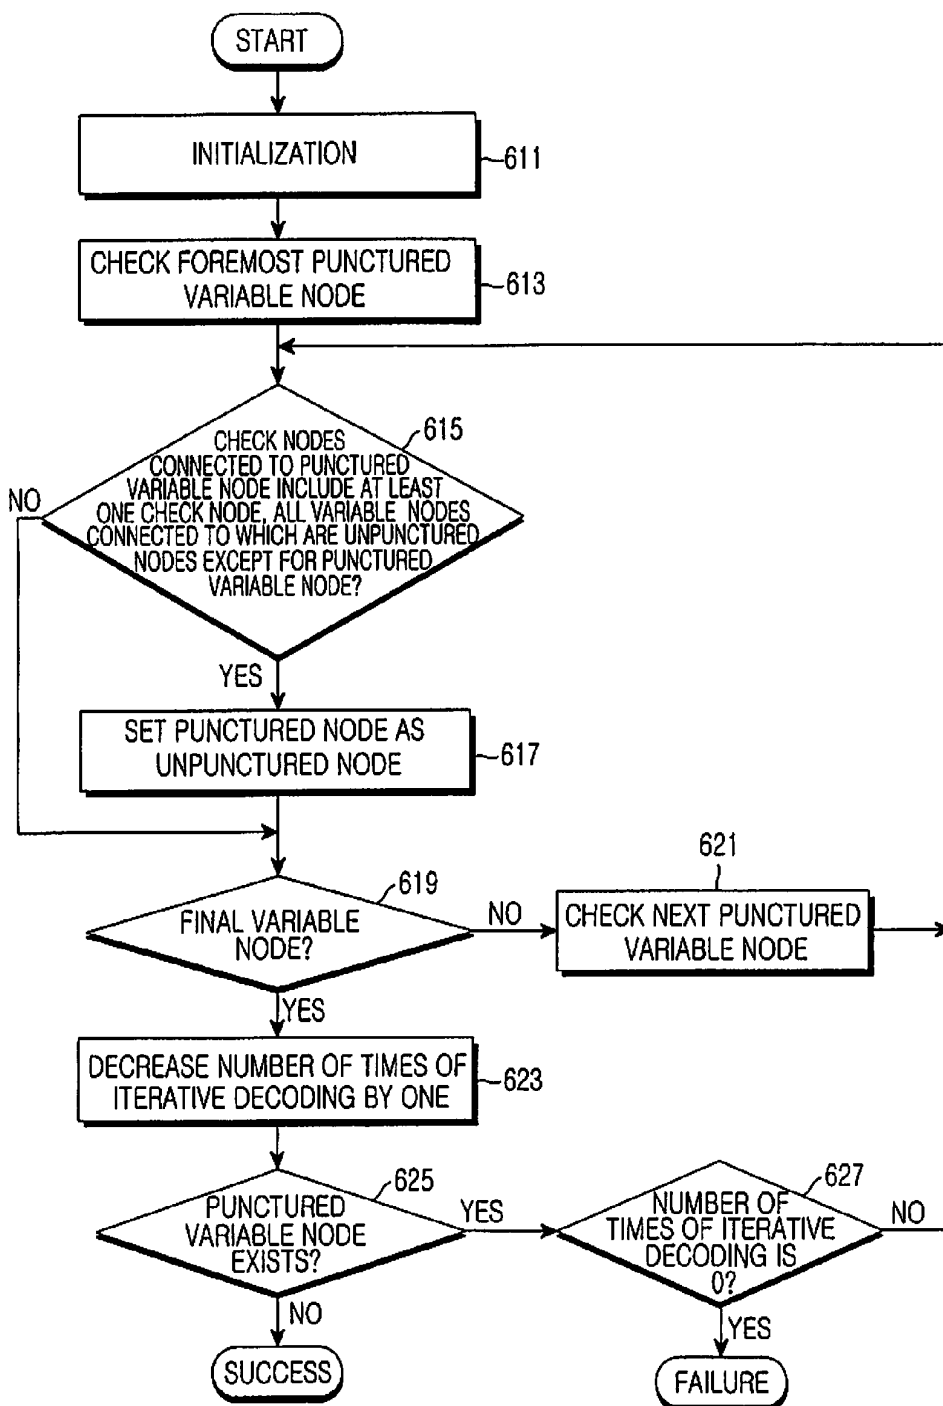 START
INITIALIZATION
611
CHECK FOREMOST PUNCTURED
VARIABLE NODE
613
615
CHECK NODES
CONNECTED TO PUNCTURED
VARIABLE NODE INCLUDE AT LEAST
ONE CHECK NODE, ALL VARIABLE NODES
CONNECTED TO WHICH ARE UNPUNCTURED
NODES EXCEPT FOR PUNCTURED
VARIABLE NODE?
NO
YES
SET PUNCTURED NODE AS
UNPUNCTURED NODE
617
619
FINAL VARIABLE
NODE?
NO
621
CHECK NEXT PUNCTURED
VARIABLE NODE
YES
DECREASE NUMBER OF TIMES OF
ITERATIVE DECODING BY ONE
623
625
PUNCTURED
VARIABLE NODE
EXISTS?
YES
627
NUMBER OF
TIMES OF ITERATIVE
DECODING IS
0?
NO
NO
YES
SUCCESS
FAILURE